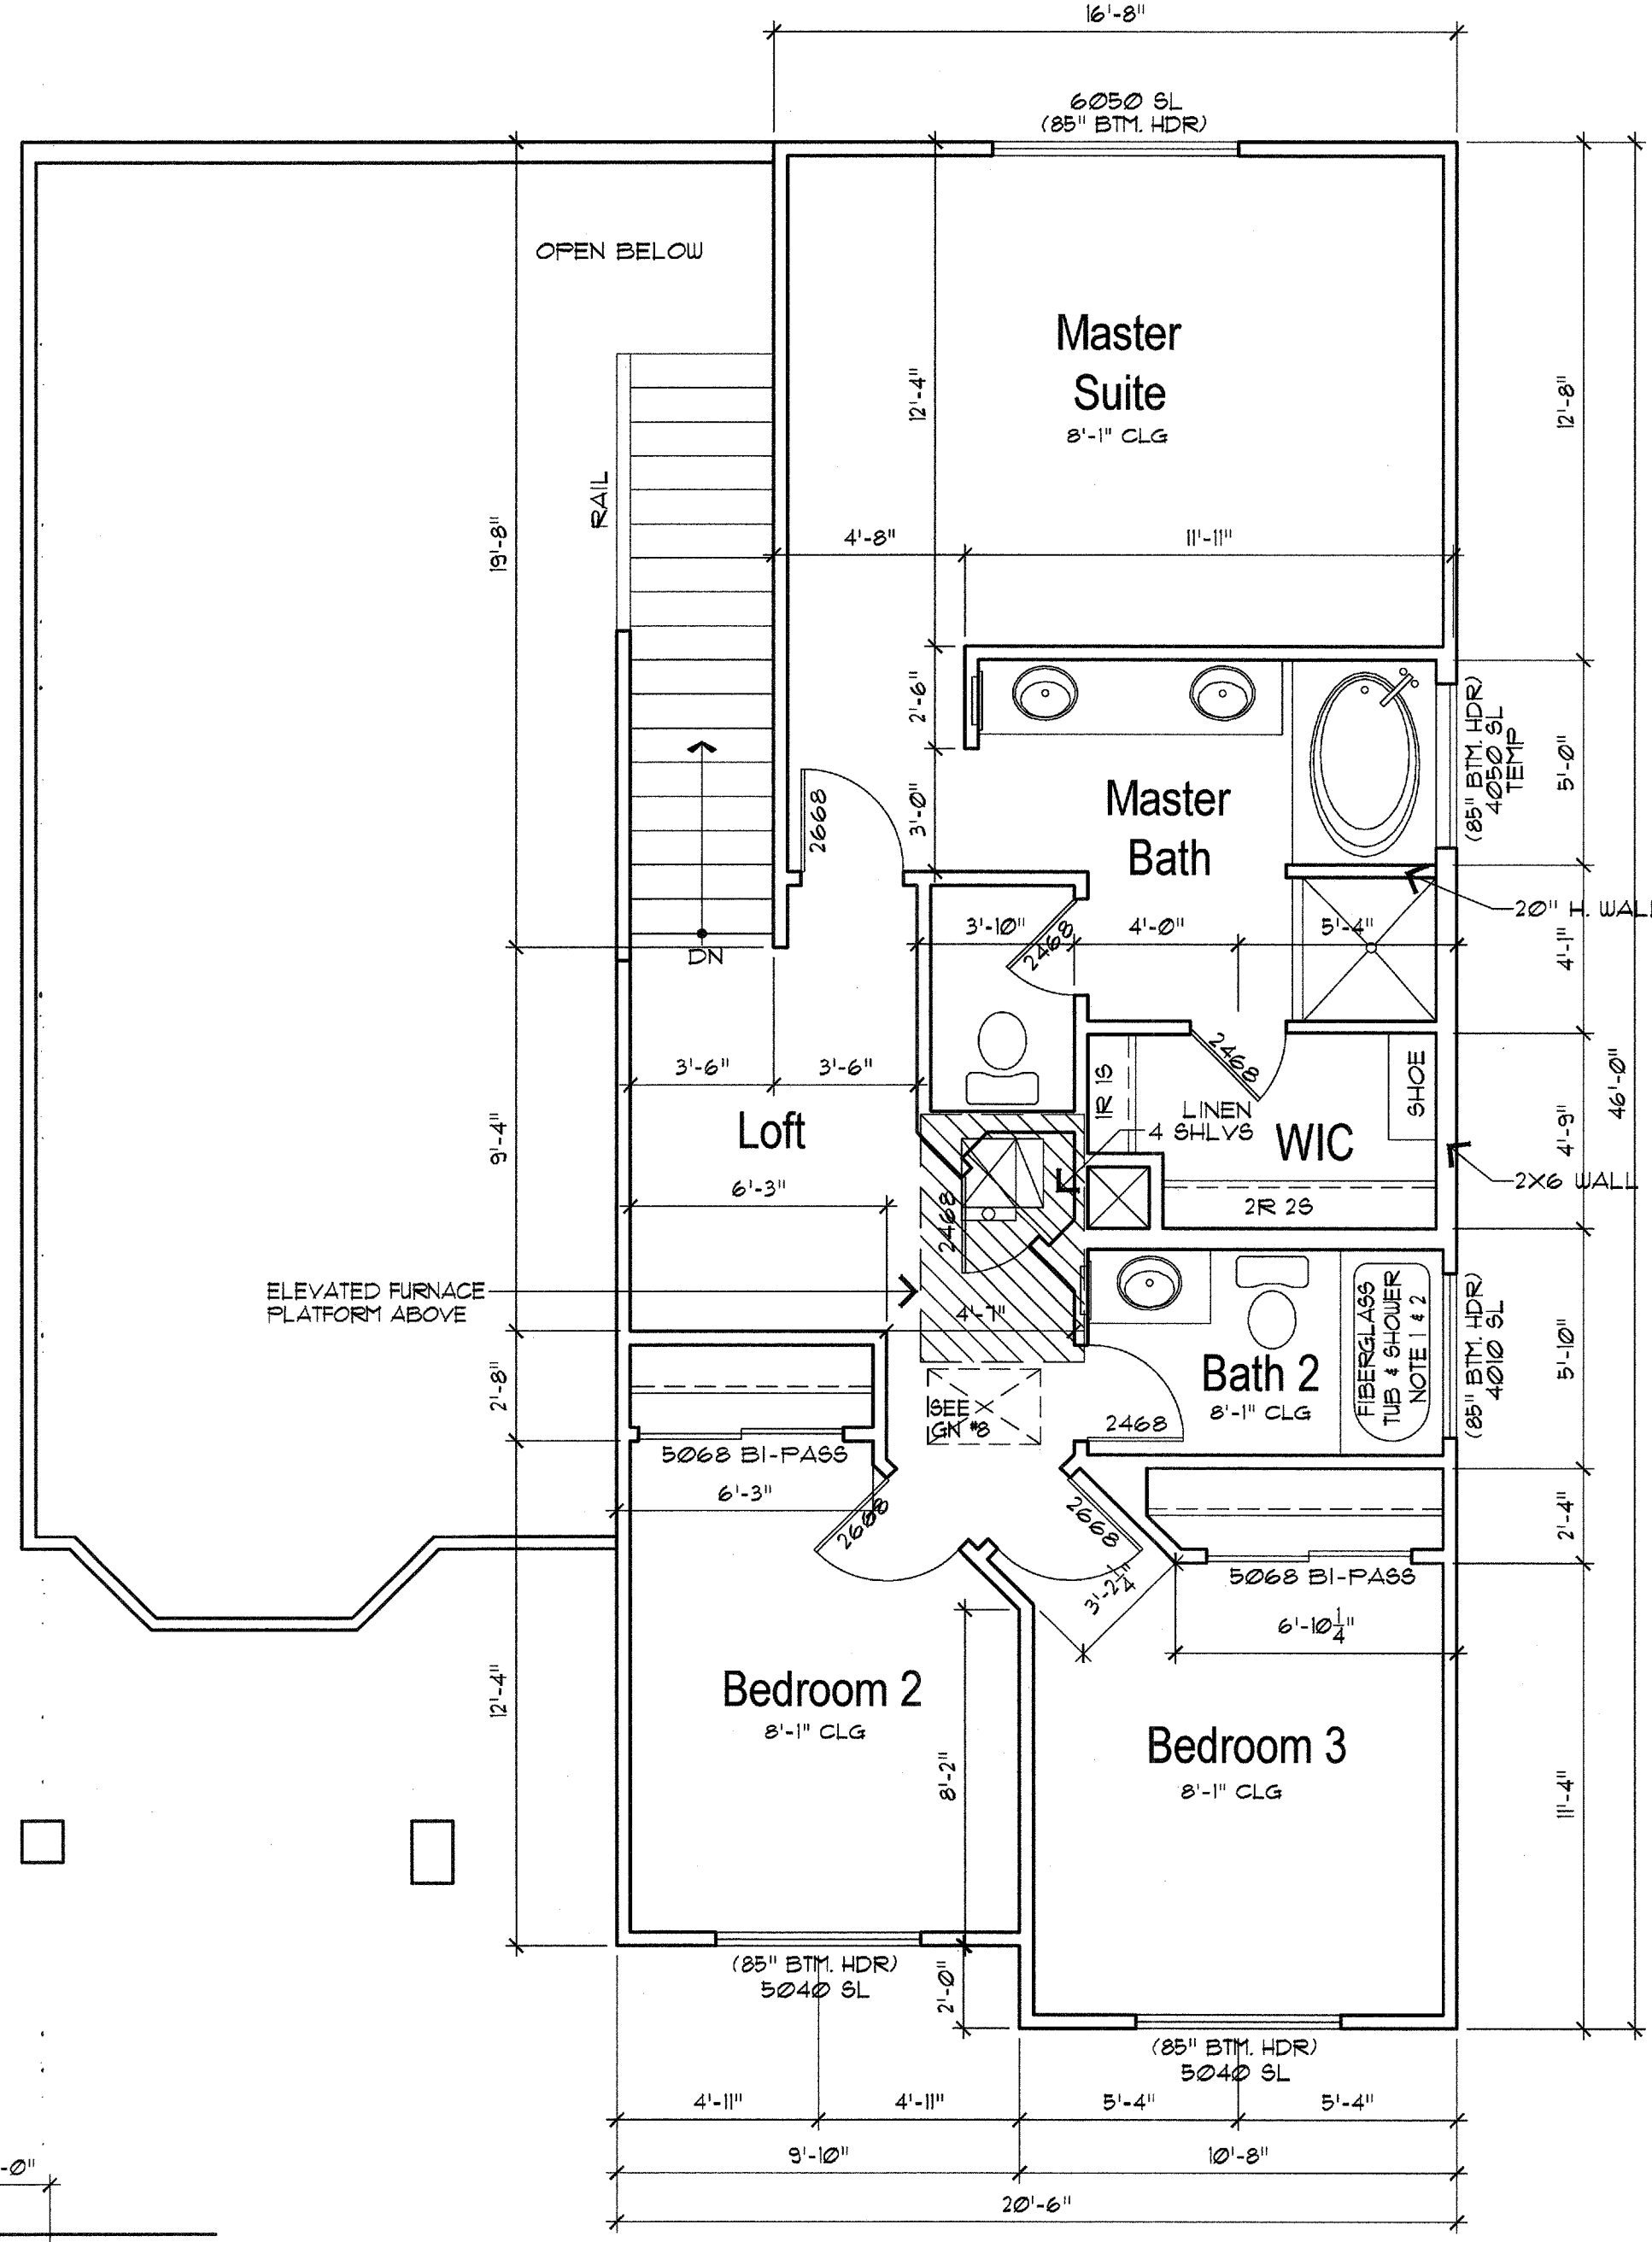 16'-8"
6050 SL
(85" BTM. HDR)
OPEN BELOW
Master
Suite
8'-1" CLG
12'-4"
12'-8"
RAIL
19'-8"
4'-8"
11'-11"
2'-6"
(85" BTM. HDR)
4050 SL
TEMP
5'-0"
2668
3'-0"
Master
Bath
20" H. WALL
3'-10"
2468
4'-0"
5'-4"
4'-1"
DN
3'-6"
3'-6"
2468
1R 1S
SHOE
46'-0"
LINEN
4 SHLVS
Loft
WIC
9'-4"
4'-9"
2X6 WALL
6'-3"
2468
2R 2S
ELEVATED FURNACE
PLATFORM ABOVE
4'-7"
FIBERGLASS
TUB & SHOWER
NOTE 1 & 2
(85" BTM. HDR)
4010 SL
5'-10"
Bath 2
8'-1" CLG
2'-8"
SEE
GN #8
2468
5068 BI-PASS
6'-3"
2668
2668
2'-4"
5068 BI-PASS
3'-2 1/4"
6'-10 1/4"
Bedroom 2
8'-1" CLG
12'-4"
8'-2"
Bedroom 3
8'-1" CLG
11'-4"
(85" BTM. HDR)
5040 SL
2'-0"
(85" BTM. HDR)
5040 SL
4'-11"
4'-11"
5'-4"
5'-4"
9'-10"
10'-8"
-0"
20'-6"